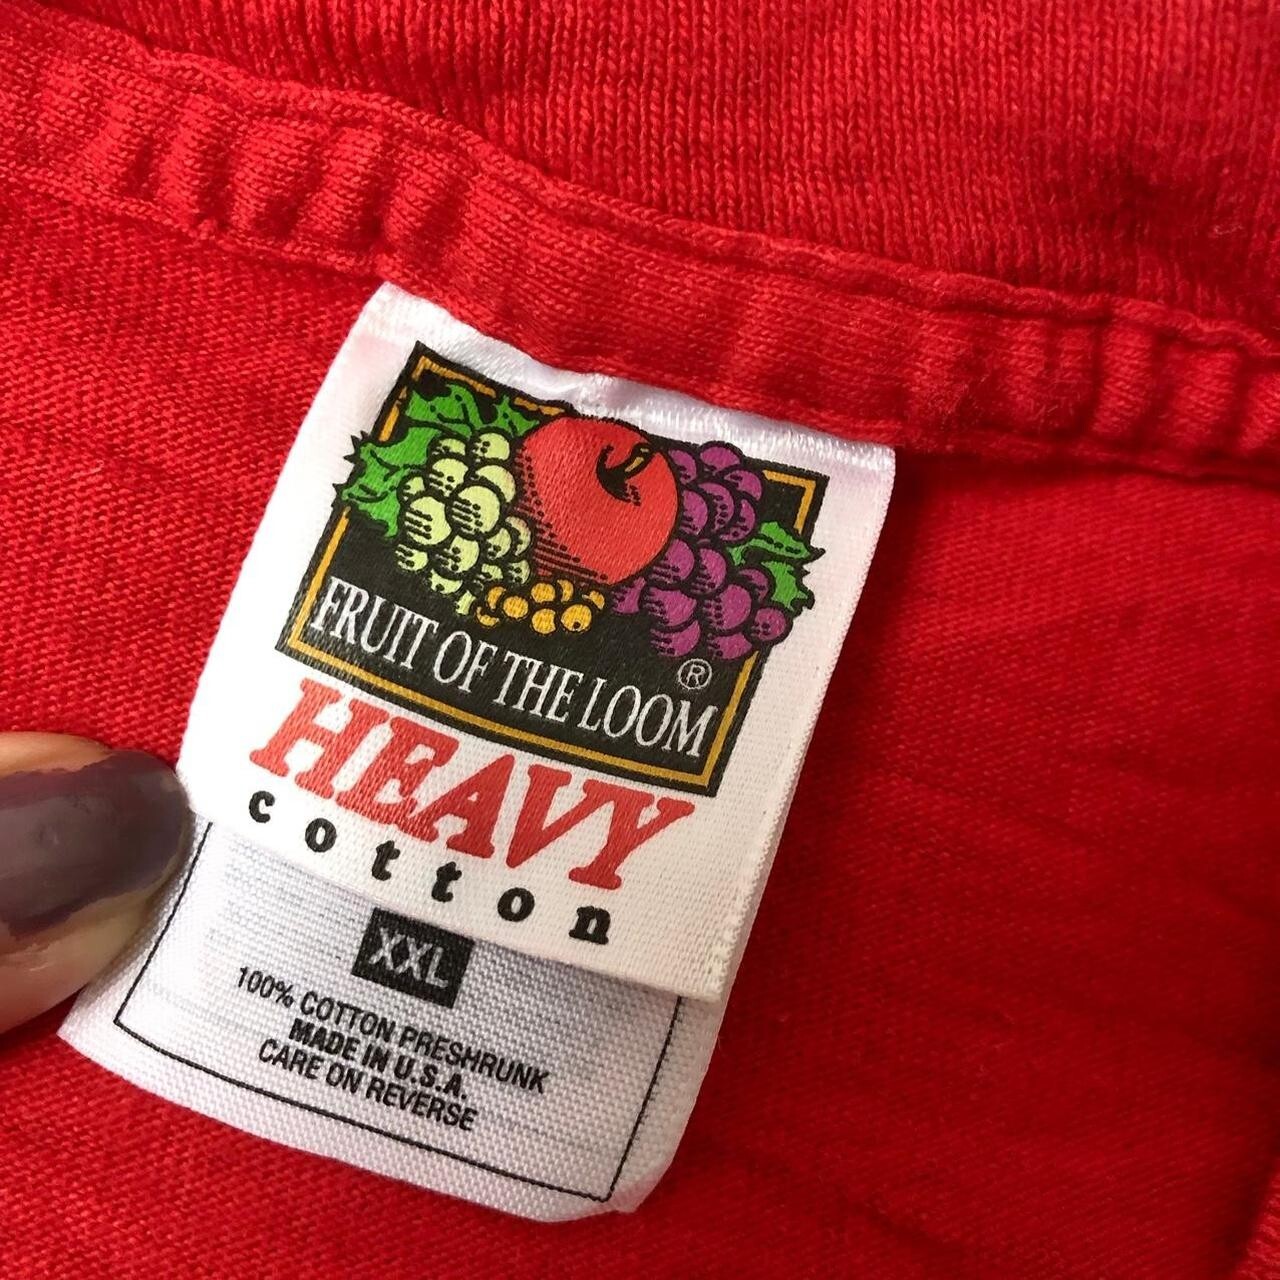 FRUIT OF THE LOOM ®
HEAVY
cotton
XXL
100% COTTON PRESHRUNK
MADE IN U.S.A.
CARE ON REVERSE